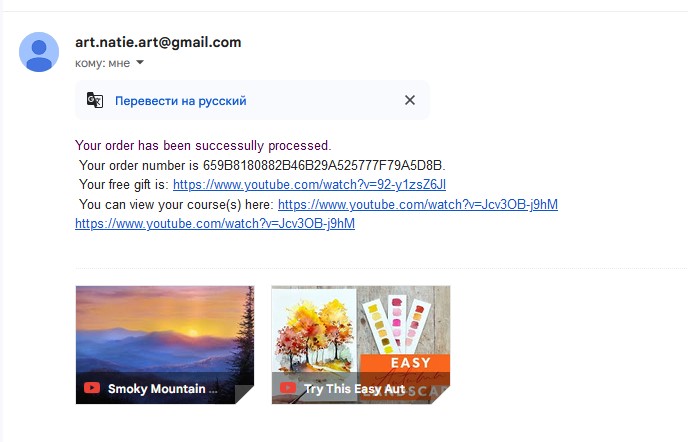 art.natie.art@gmail.com
кому: мне
Перевести на русский
Your order has been successully processed.
Your order number is 659B8180882B46B29A525777F79A5D8B.
Your free gift is: https://www.youtube.com/watch?v=92-y1zsZ6JI
You can view your course(s) here: https://www.youtube.com/watch?v=Jcv3OB-j9hM
https://www.youtube.com/watch?v=Jcv3OB-j9hM
EASY
LANDSCAPE
Smoky Mountain ...
Try This Easy Aut...